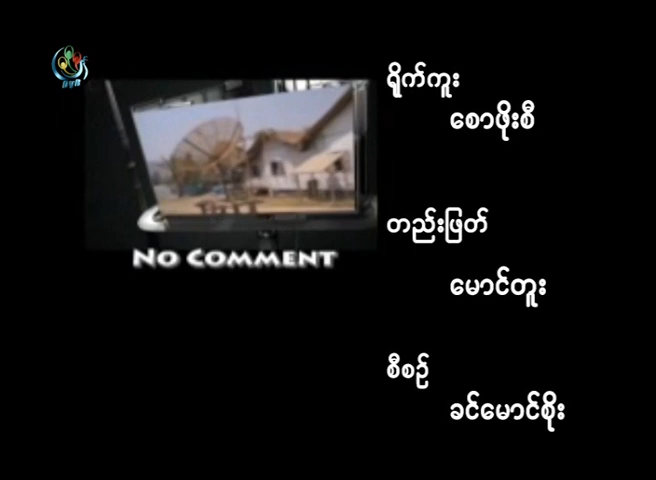 ရိုက်ကူး
စောဖိုးစီ
NO COMMENT
တည်းဖြတ်
မောင်တူး
စီစဉ်
ခင်မောင်စိုး